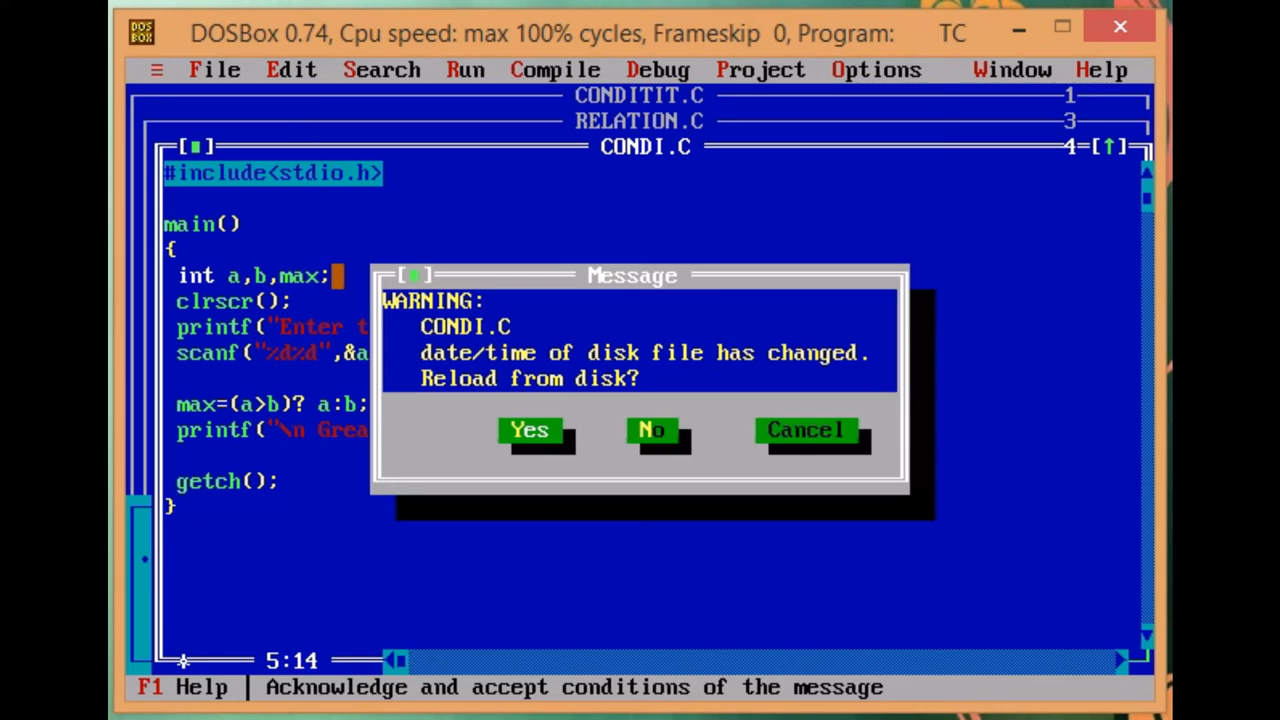 DOS
BOX
DOSBox 0.74, Cpu speed: max 100% cycles, Frameskip 0, Program: TC
≡ File Edit Search Run Compile Debug Project Options Window Help
CONDITIT.C 1
RELATION.C 3
[■] CONDI.C 4=[↑]
#include<stdio.h>
main()
{
int a,b,max;
clrscr();
printf("Enter t
scanf("%d%d",&a
max=(a>b)? a:b;
printf("\n Grea
getch();
}
[■] Message
WARNING:
CONDI.C
date/time of disk file has changed.
Reload from disk?
Yes No Cancel
5:14
F1 Help | Acknowledge and accept conditions of the message